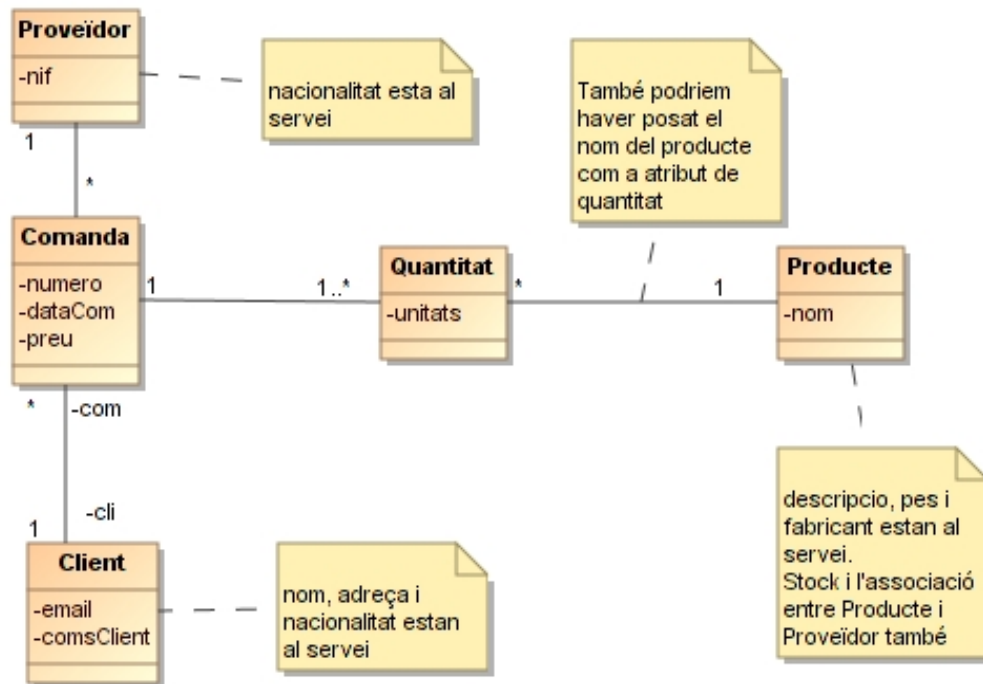 Proveïdor
-nif
nacionalitat esta al
servei
També podriem
haver posat el
nom del producte
com a atribut de
quantitat
1
*
Comanda
-numero
-dataCom
-preu
1
1..*
Quantitat
-unitats
*
1
Producte
-nom
*
-com
-cli
1
Client
-email
-comsClient
nom, adreça i
nacionalitat estan
al servei
descripcio, pes i
fabricant estan al
servei.
Stock i l'associació
entre Producte i
Proveïdor també